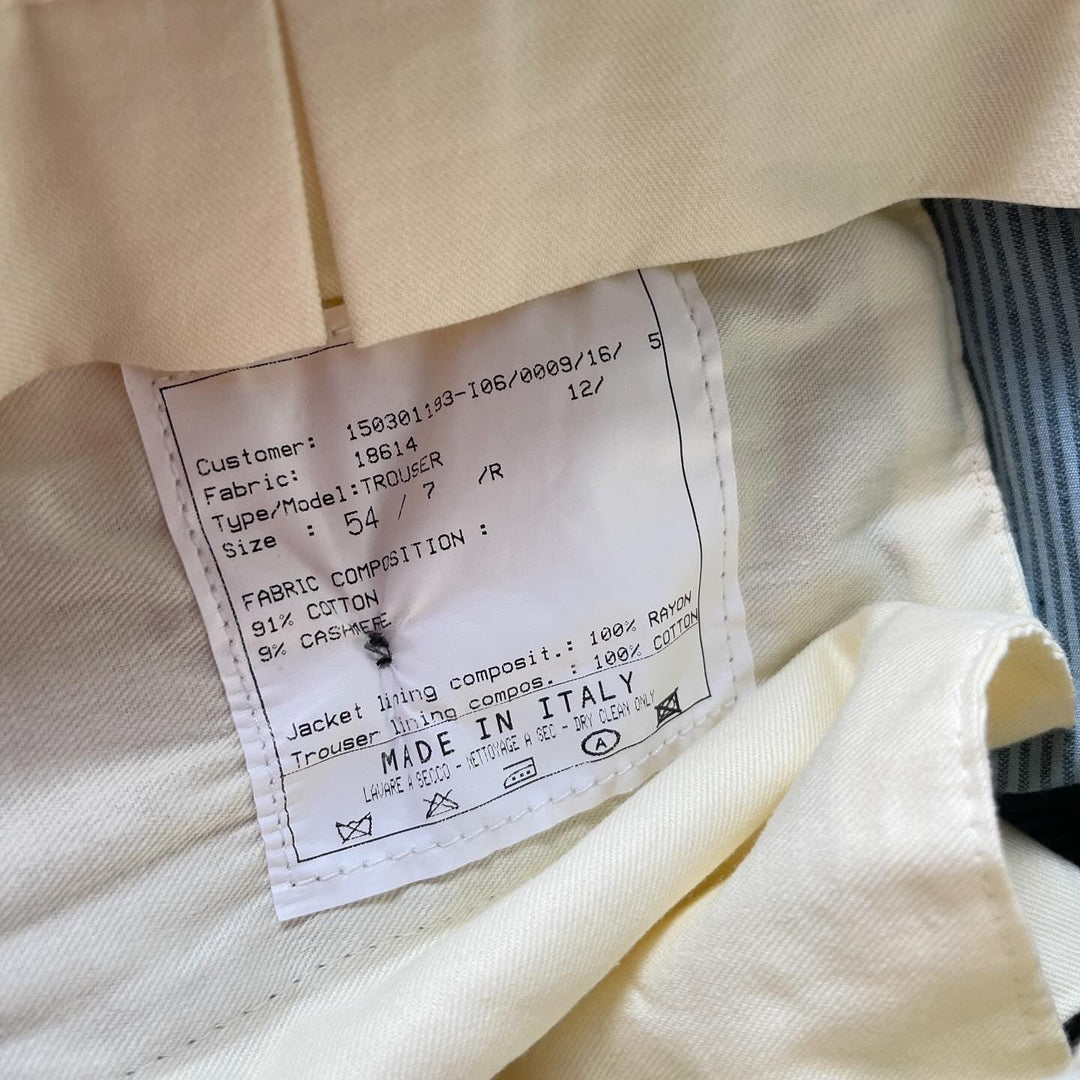 Customer: 150301193-I06/0009/16/ 5
Fabric: 18614 12/
Type/Model:TROUSER
Size : 54 / 7 /R
FABRIC COMPOSITION :
91% COTTON
9% CASHMERE
Jacket lining composit.: 100% RAYON
Trouser lining compos. : 100% COTTON
MADE IN ITALY
LAVARE A SECCO - NETTOYAGE A SEC - DRY CLEAN ONLY
A